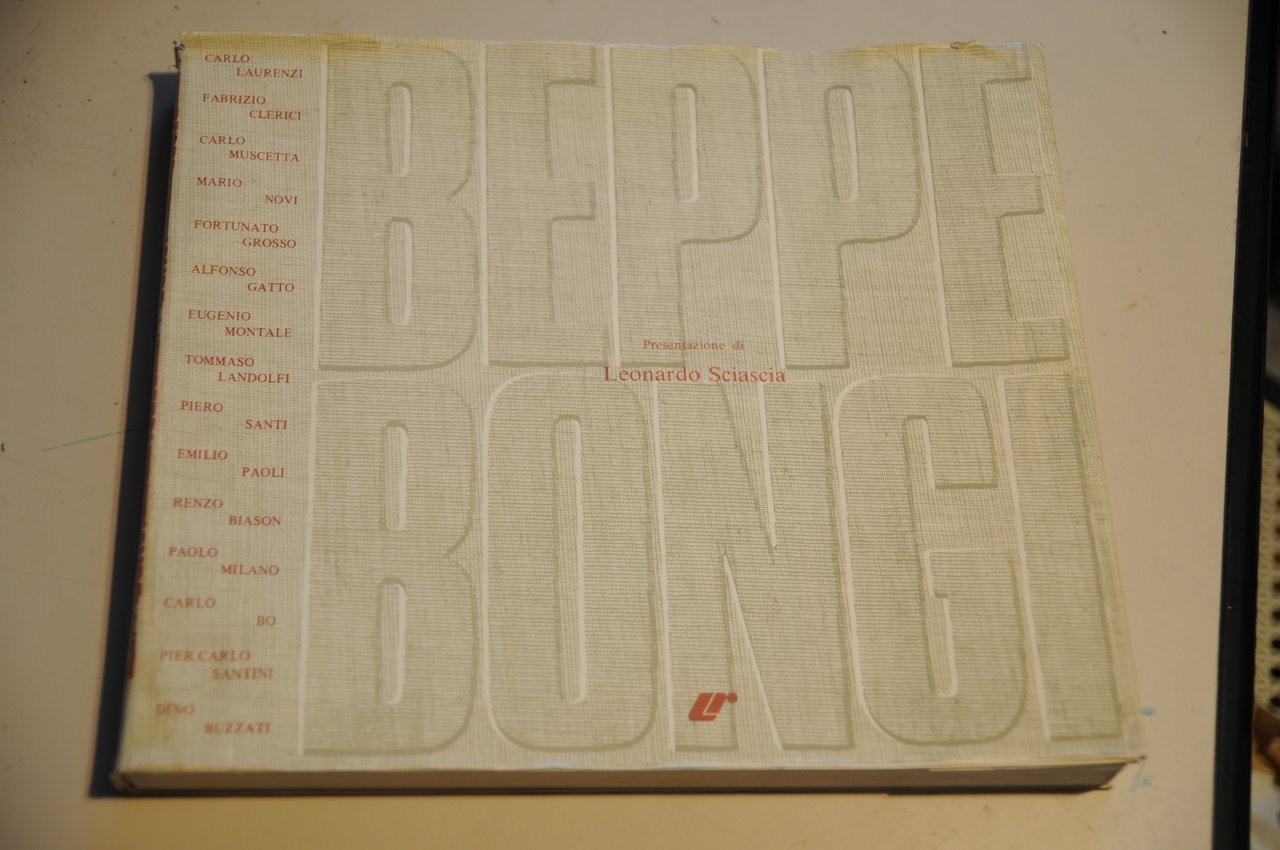 CARLO
LAURENZI
FABRIZIO
CLERICI
CARLO
MUSCETTA
MARIO
NOVI
FORTUNATO
GROSSO
ALFONSO
GATTO
EUGENIO
MONTALE
TOMMASO
LANDOLFI
PIERO
SANTI
EMILIO
PAOLI
RENZO
BIASON
PAOLO
MILANO
CARLO
BO
PIER CARLO
SANTINI
DINO
BUZZATI
BEPPE
Presentazione di
Leonardo Sciascia
BONGI